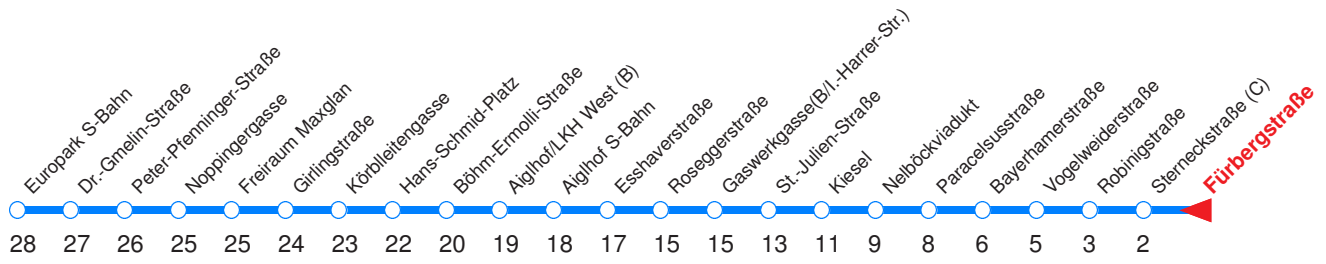 Europark S-Bahn
Dr.-Gmelin-Straße
Peter-Pfenninger-Straße
Noppingergasse
Freiraum Maxglan
Girlingstraße
Körblleitengasse
Hans-Schmid-Platz
Böhm-Ermolli-Straße
Aiglhof/LKH West (B)
Aiglhof S-Bahn
Esshaverstraße
Roseggerstraße
Gaswerkgasse(B/I.-Harrer-Str.)
St.-Julien-Straße
Kiesel
Nelböckviadukt
Paracelsusstraße
Bayerhamerstraße
Vogelweiderstraße
Robinigstraße
Sterneckstraße (C)
Fürbergstraße
28 27 26 25 25 24 23 22 20 19 18 17 15 15 13 11 9 8 6 5 3 2